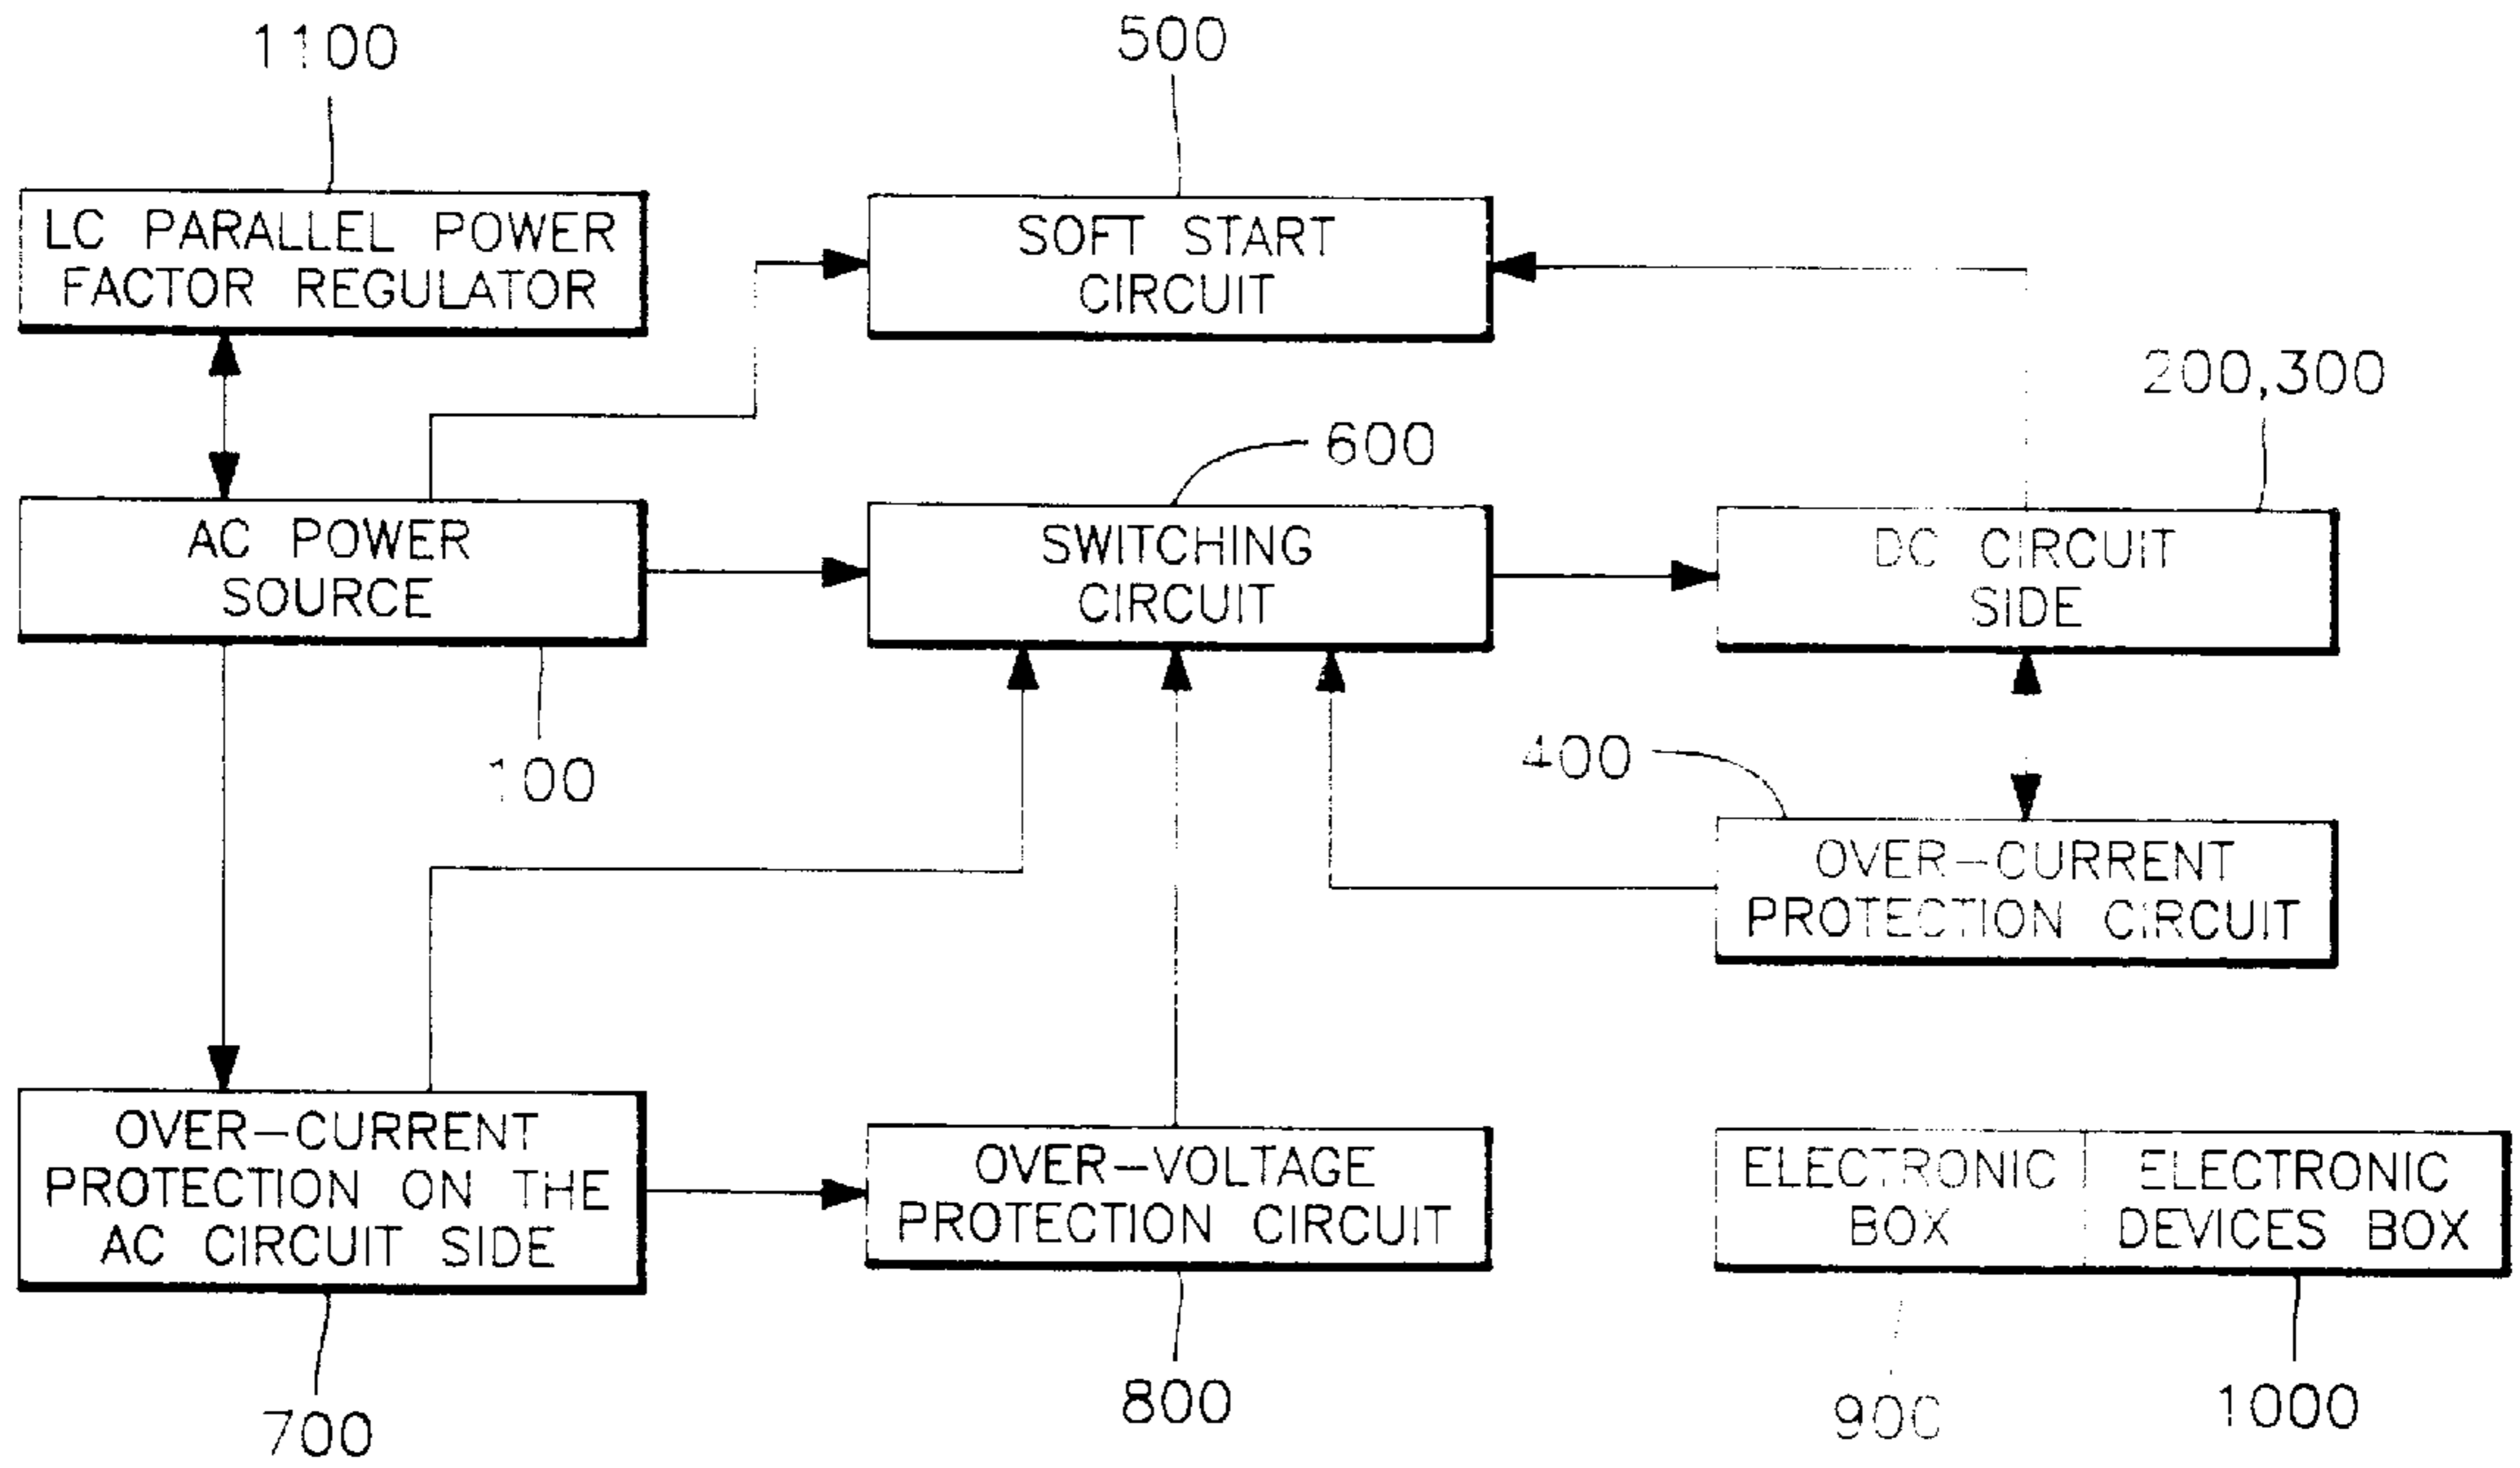 1100
500
LC PARALLEL POWER
FACTOR REGULATOR
SOFT START
CIRCUIT
200,300
600
AC POWER
SOURCE
SWITCHING
CIRCUIT
DC CIRCUIT
SIDE
100
400
OVER-CURRENT
PROTECTION CIRCUIT
OVER-CURRENT
PROTECTION ON THE
AC CIRCUIT SIDE
OVER-VOLTAGE
PROTECTION CIRCUIT
ELECTRONIC
BOX
ELECTRONIC
DEVICES BOX
700
800
900
1000